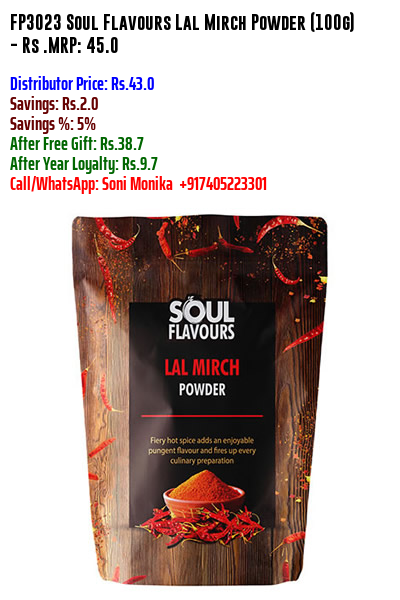 FP3023 Soul Flavours Lal Mirch Powder (100g)
- Rs .MRP: 45.0
Distributor Price: Rs.43.0
Savings: Rs.2.0
Savings %: 5%
After Free Gift: Rs.38.7
After Year Loyalty: Rs.9.7
Call/WhatsApp: Soni Monika +917405223301
SOUL
FLAVOURS
LAL MIRCH
POWDER
Fiery hot spice adds an enjoyable
pungent flavour and fires up every
culinary preparation